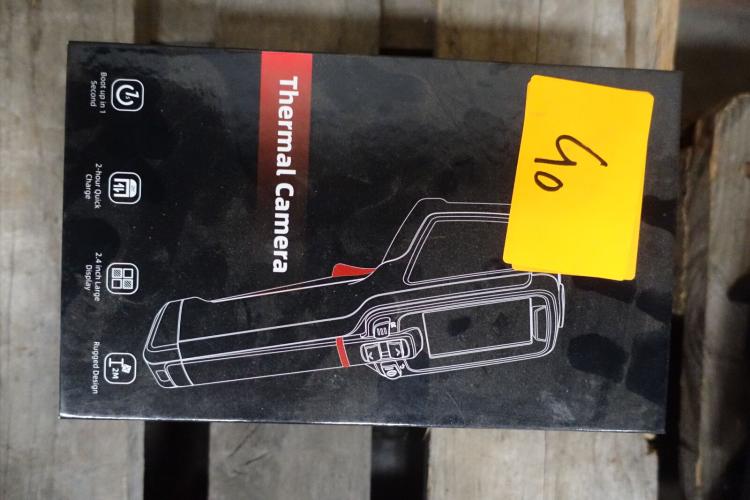 40
Thermal Camera
Boot up in 1
Second
2-hour Quick
Charge
2.4 inch Large
Display
2M
Rugged Design